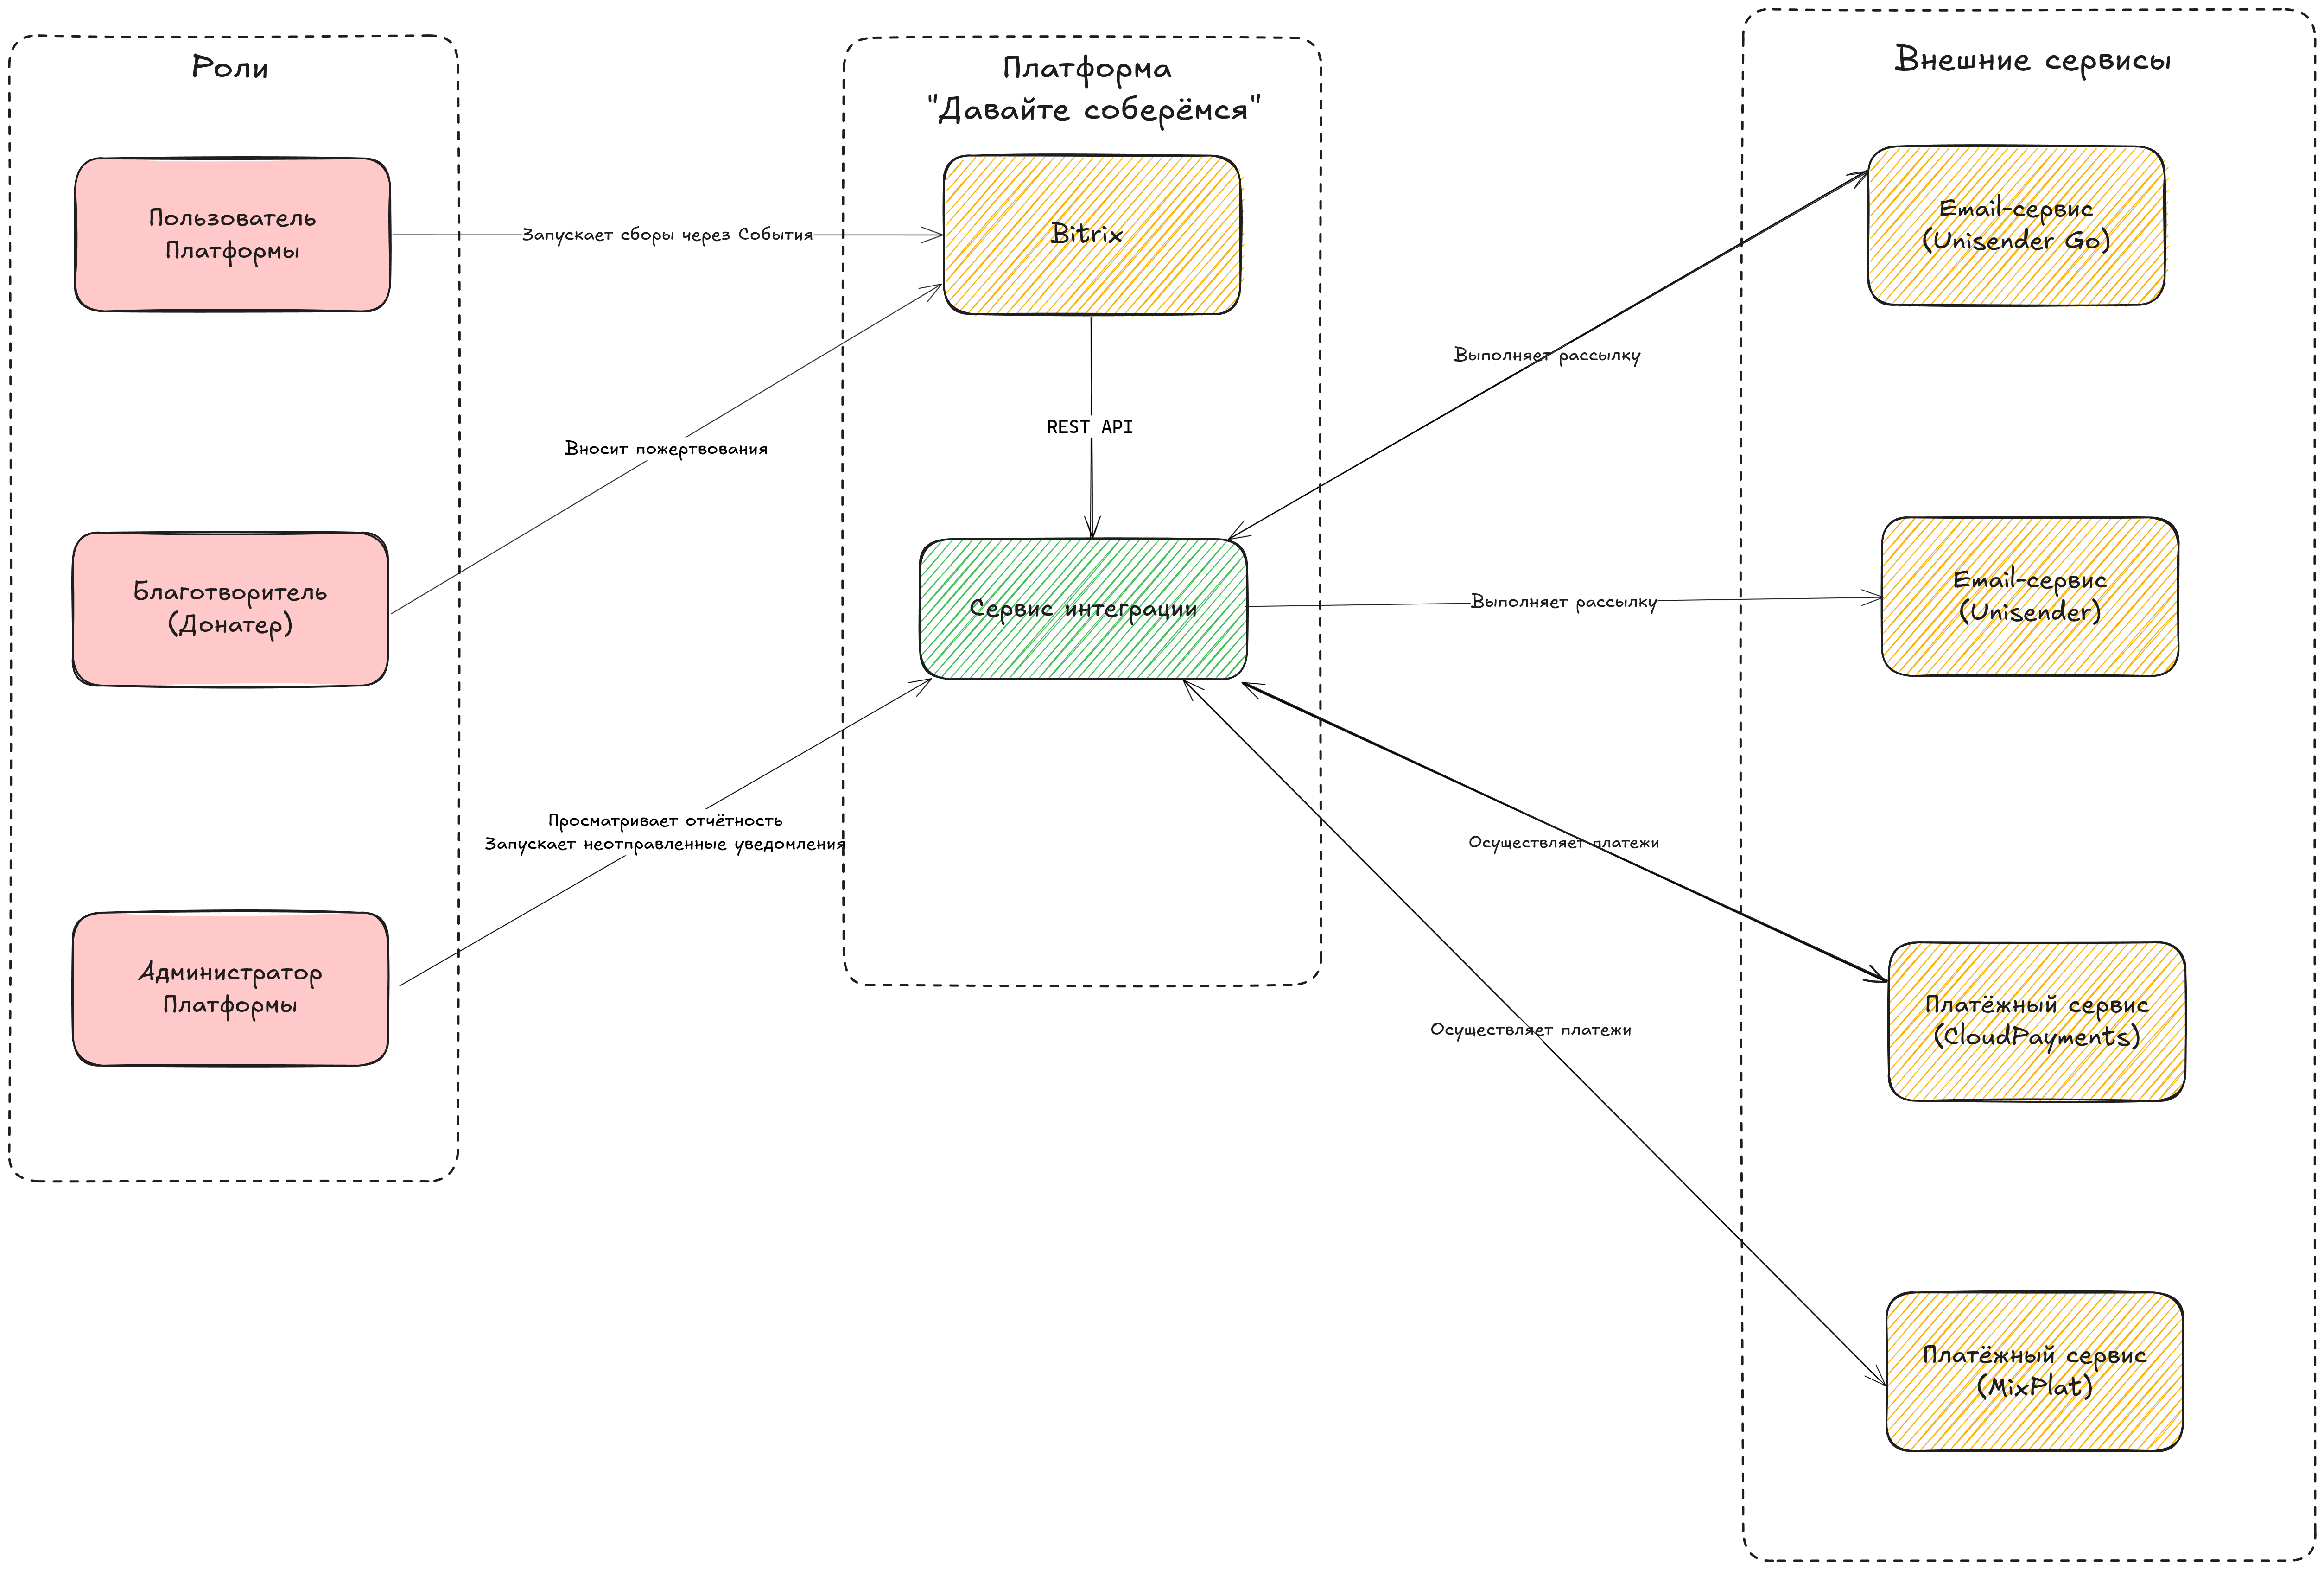 Роли
Пользователь
Платформы
Благотворитель
(Донатер)
Администратор
Платформы
Запускает сборы через События
Вносит пожертвования
Просматривает отчётность
Запускает неотправленные уведомления
Платформа
"Давайте соберёмся"
Bitrix
REST API
Сервис интеграции
Выполняет рассылку
Выполняет рассылку
Осуществляет платежи
Осуществляет платежи
Внешние сервисы
Email-сервис
(Unisender Go)
Email-сервис
(Unisender)
Платёжный сервис
(CloudPayments)
Платёжный сервис
(MixPlat)